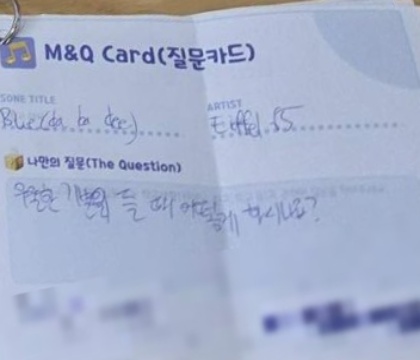 M&Q Card(질문카드)
SONG TITLE
ARTIST
Blue(da ba dee)
Eiffel 65
나만의 질문(The Question)
우울한 기분이 들 때 어떻게 하시나요?